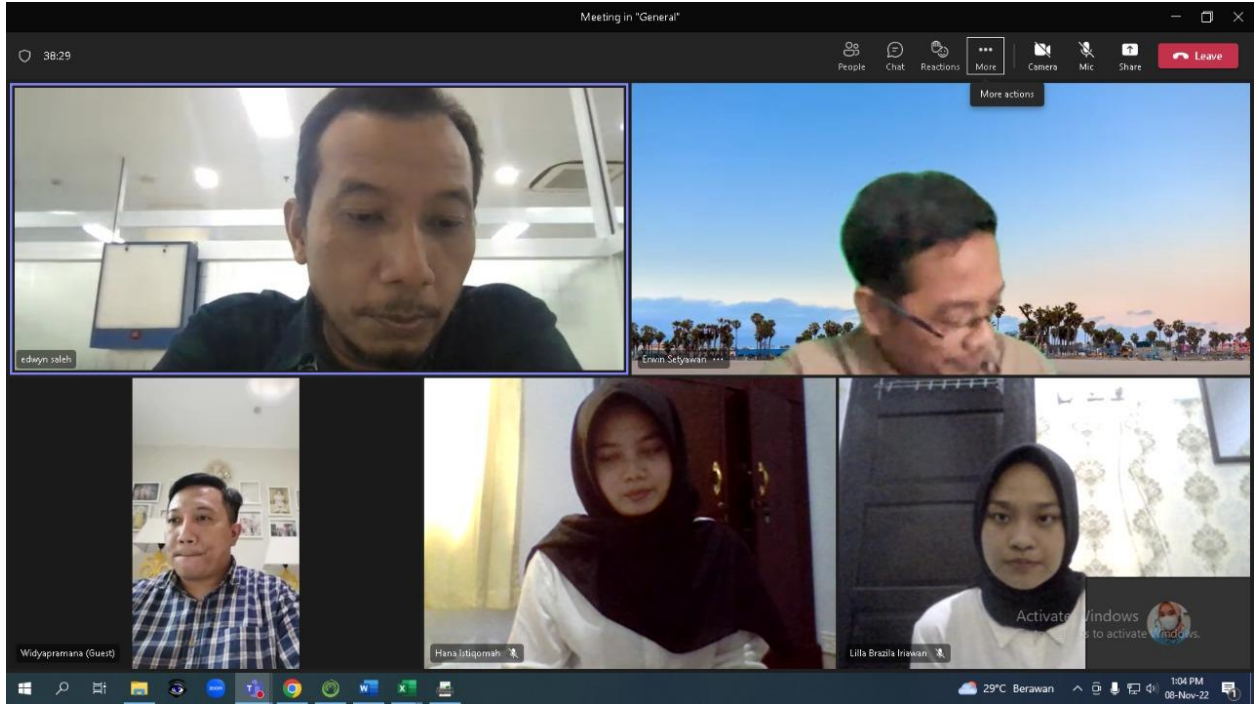 Meeting in "General"
38:29
People
Chat
Reactions
More
Camera
Mic
Share
Leave
More actions
edwyn saleh
Erwin Setyawan
Widyapramana (Guest)
Hana Istiqomah
Lilla Brazila Iriawan
Activate Windows
to activate Windows.
zoom
29°C Berawan
1:04 PM
08-Nov-22